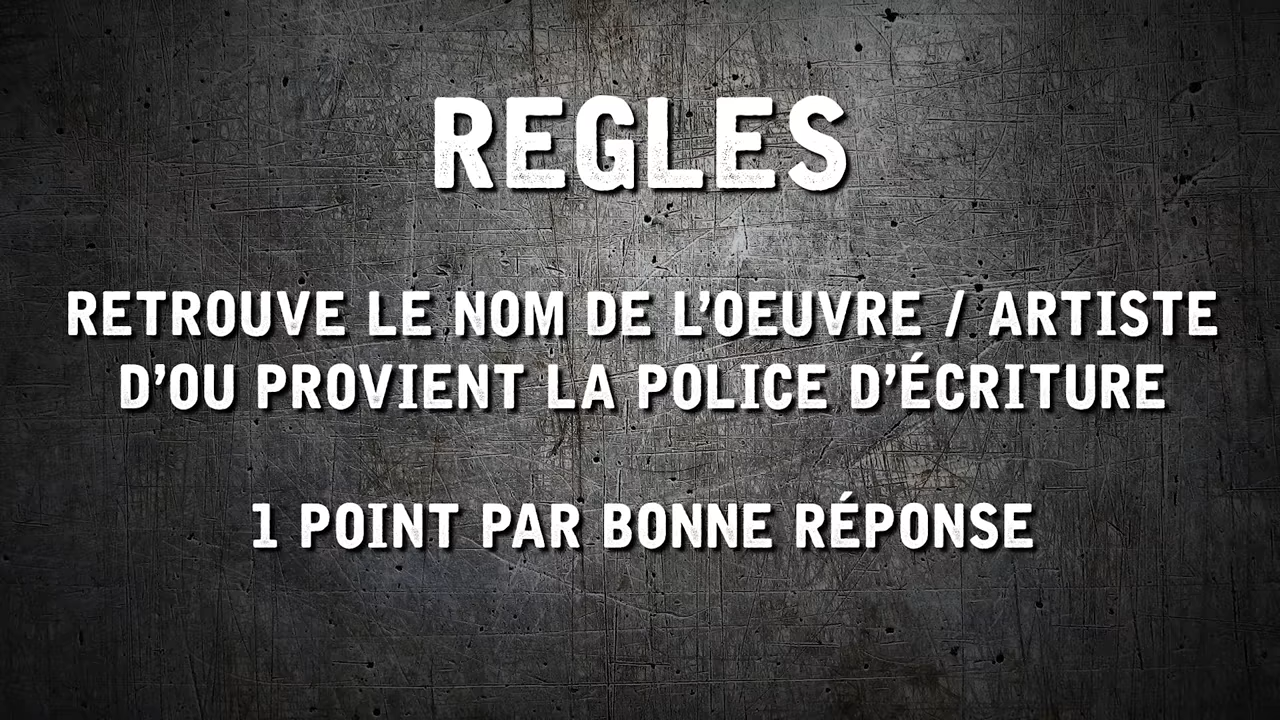 REGLES
RETROUVE LE NOM DE L’OEUVRE / ARTISTE
D’OU PROVIENT LA POLICE D’ÉCRITURE
1 POINT PAR BONNE RÉPONSE